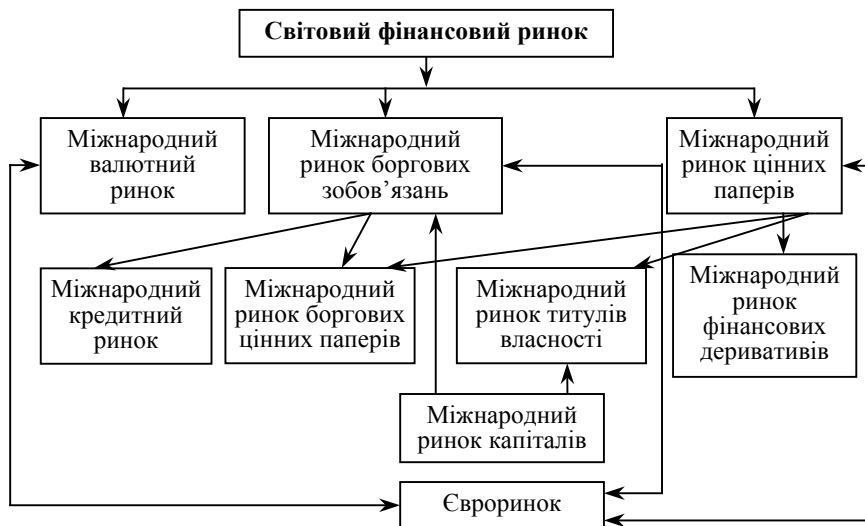 Світовий фінансовий ринок
Міжнародний
валютний
ринок
Міжнародний
ринок боргових
зобов’язань
Міжнародний
ринок цінних
паперів
Міжнародний
кредитний
ринок
Міжнародний
ринок боргових
цінних паперів
Міжнародний
ринок титулів
власності
Міжнародний
ринок
фінансових
деривативів
Міжнародний
ринок капіталів
Євроринок